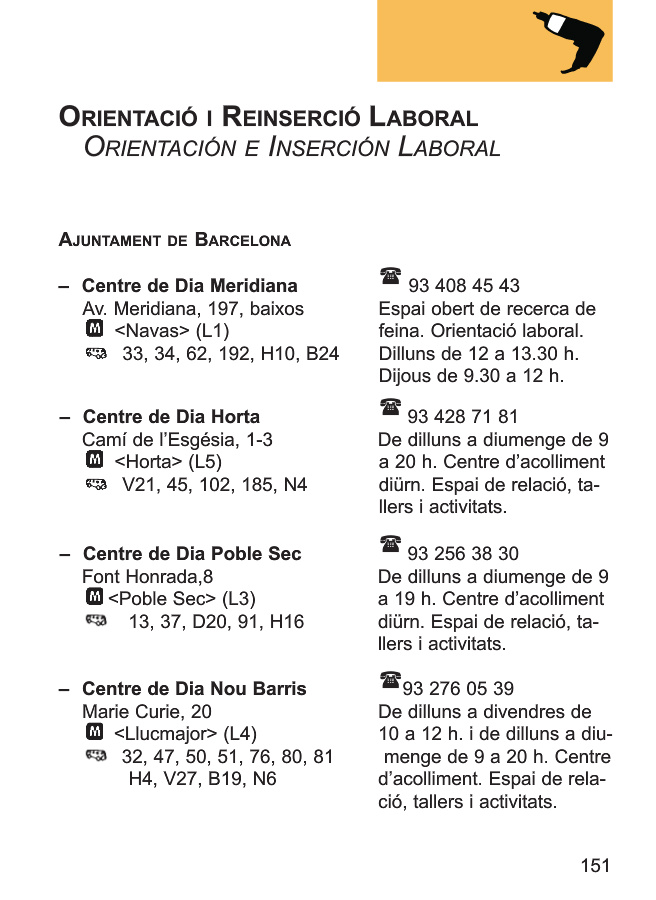 ORIENTACIÓ I REINSERCIÓ LABORAL
ORIENTACIÓN E INSERCIÓN LABORAL
AJUNTAMENT DE BARCELONA
– Centre de Dia Meridiana
Av. Meridiana, 197, baixos
M <Navas> (L1)
33, 34, 62, 192, H10, B24
93 408 45 43
Espai obert de recerca de
feina. Orientació laboral.
Dilluns de 12 a 13.30 h.
Dijous de 9.30 a 12 h.
– Centre de Dia Horta
Camí de l’Esgésia, 1-3
M <Horta> (L5)
V21, 45, 102, 185, N4
93 428 71 81
De dilluns a diumenge de 9
a 20 h. Centre d’acolliment
diürn. Espai de relació, ta-
llers i activitats.
– Centre de Dia Poble Sec
Font Honrada,8
M <Poble Sec> (L3)
13, 37, D20, 91, H16
93 256 38 30
De dilluns a diumenge de 9
a 19 h. Centre d’acolliment
diürn. Espai de relació, ta-
llers i activitats.
– Centre de Dia Nou Barris
Marie Curie, 20
M <Llucmajor> (L4)
32, 47, 50, 51, 76, 80, 81
H4, V27, B19, N6
93 276 05 39
De dilluns a divendres de
10 a 12 h. i de dilluns a diu-
menge de 9 a 20 h. Centre
d’acolliment. Espai de rela-
ció, tallers i activitats.
151